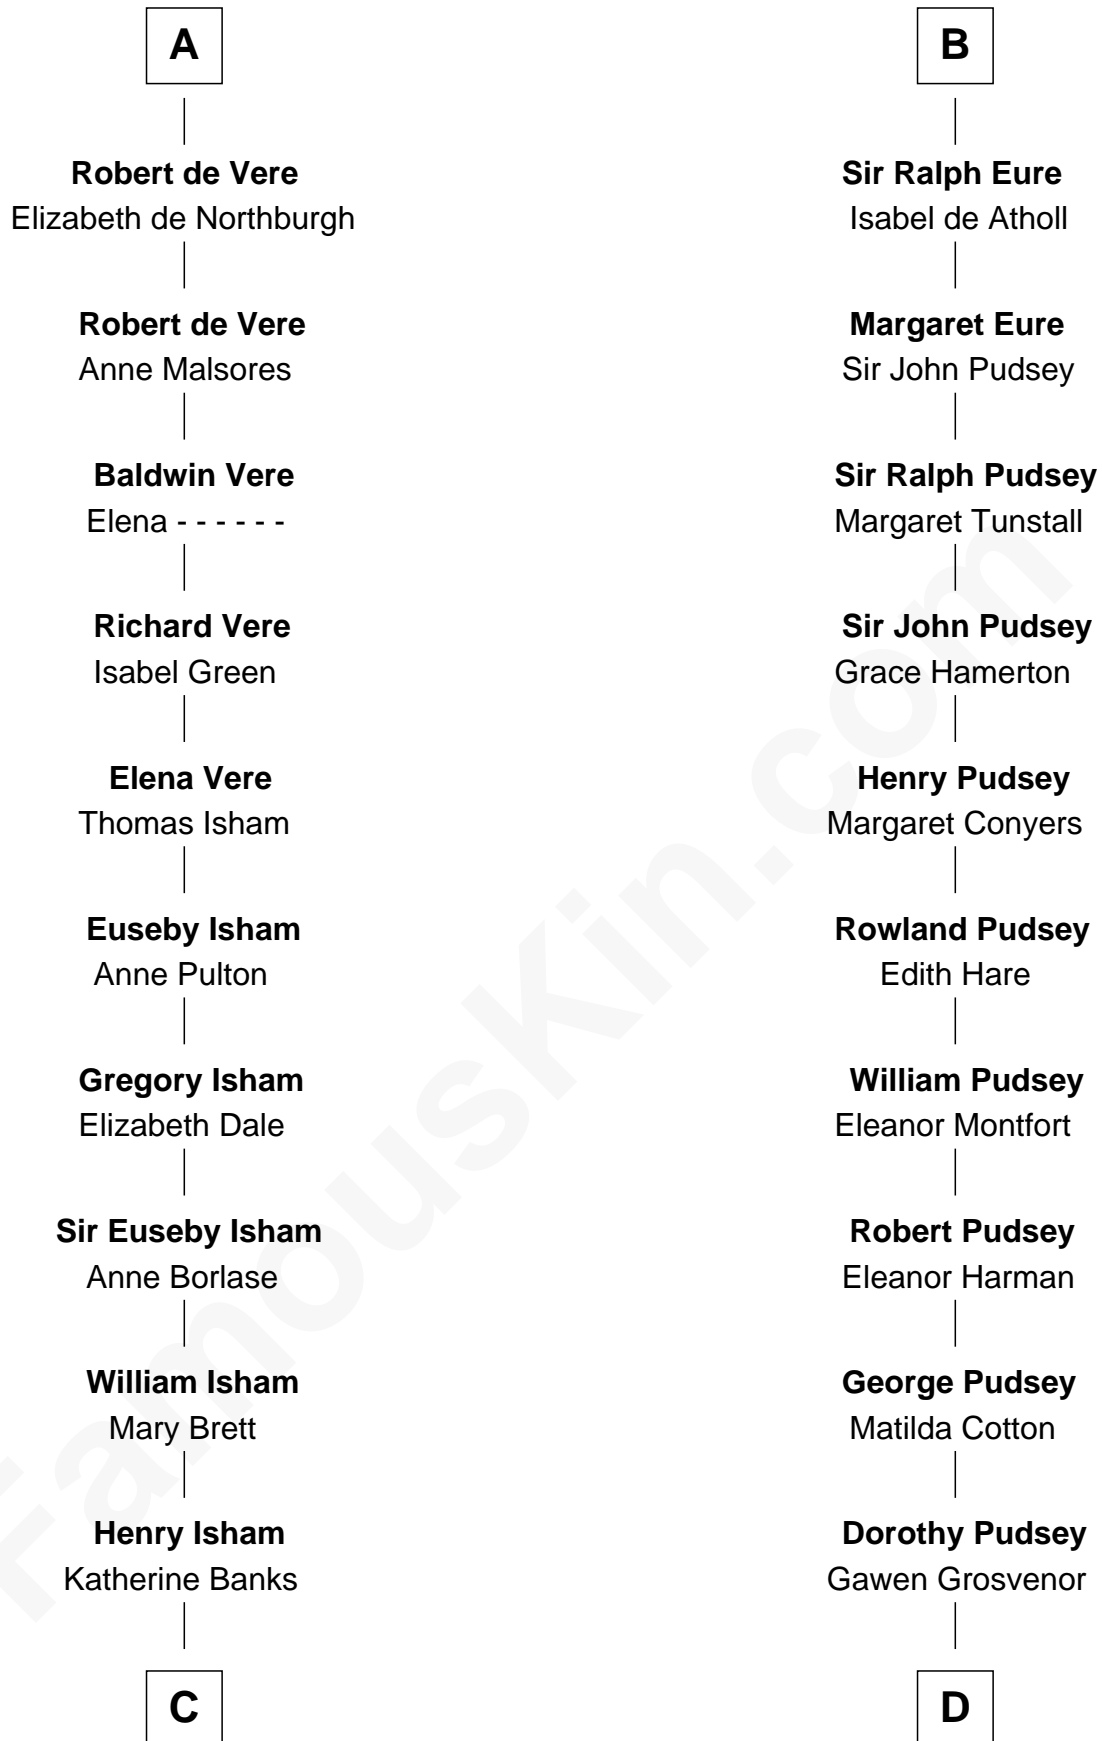 A
Robert de Vere
Elizabeth de Northburgh
Robert de Vere
Anne Malsores
Baldwin Vere
Elena - - - - - -
Richard Vere
Isabel Green
Elena Vere
Thomas Isham
Euseby Isham
Anne Pulton
Gregory Isham
Elizabeth Dale
Sir Euseby Isham
Anne Borlase
William Isham
Mary Brett
Henry Isham
Katherine Banks
C
B
Sir Ralph Eure
Isabel de Atholl
Margaret Eure
Sir John Pudsey
Sir Ralph Pudsey
Margaret Tunstall
Sir John Pudsey
Grace Hamerton
Henry Pudsey
Margaret Conyers
Rowland Pudsey
Edith Hare
William Pudsey
Eleanor Montfort
Robert Pudsey
Eleanor Harman
George Pudsey
Matilda Cotton
Dorothy Pudsey
Gawen Grosvenor
D
FamousKin.com